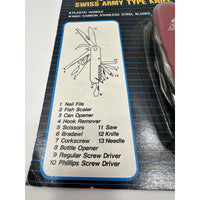 SWISS ARMY TYPE KNIFE
• PLASTIC HANDLE
• HIGH CARBON STAINLESS STEEL BLADES
1 Nail File
2 Fish Scaler
3 Can Opener
4 Hook Remover
5 Scissors
6 Bradawl
7 Corkscrew
8 Bottle Opener
9 Regular Screw Driver
10 Phillips Screw Driver
11 Saw
12 Knife
13 Needle